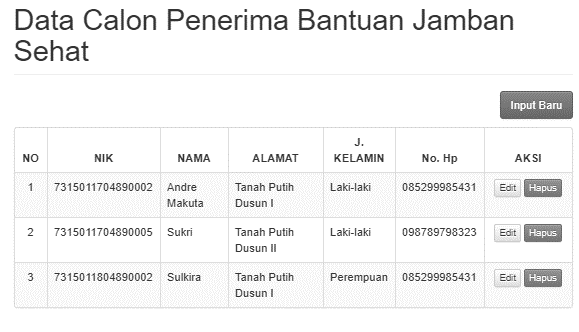 Data Calon Penerima Bantuan Jamban
Sehat
Input Baru
NO NIK NAMA ALAMAT J. KELAMIN No. Hp AKSI
1 7315011704890002 Andre Makuta Tanah Putih Dusun I Laki-laki 085299985431 Edit Hapus
2 7315011704890005 Sukri Tanah Putih Dusun II Laki-laki 098789798323 Edit Hapus
3 7315011804890002 Sulkira Tanah Putih Dusun I Perempuan 085299985431 Edit Hapus